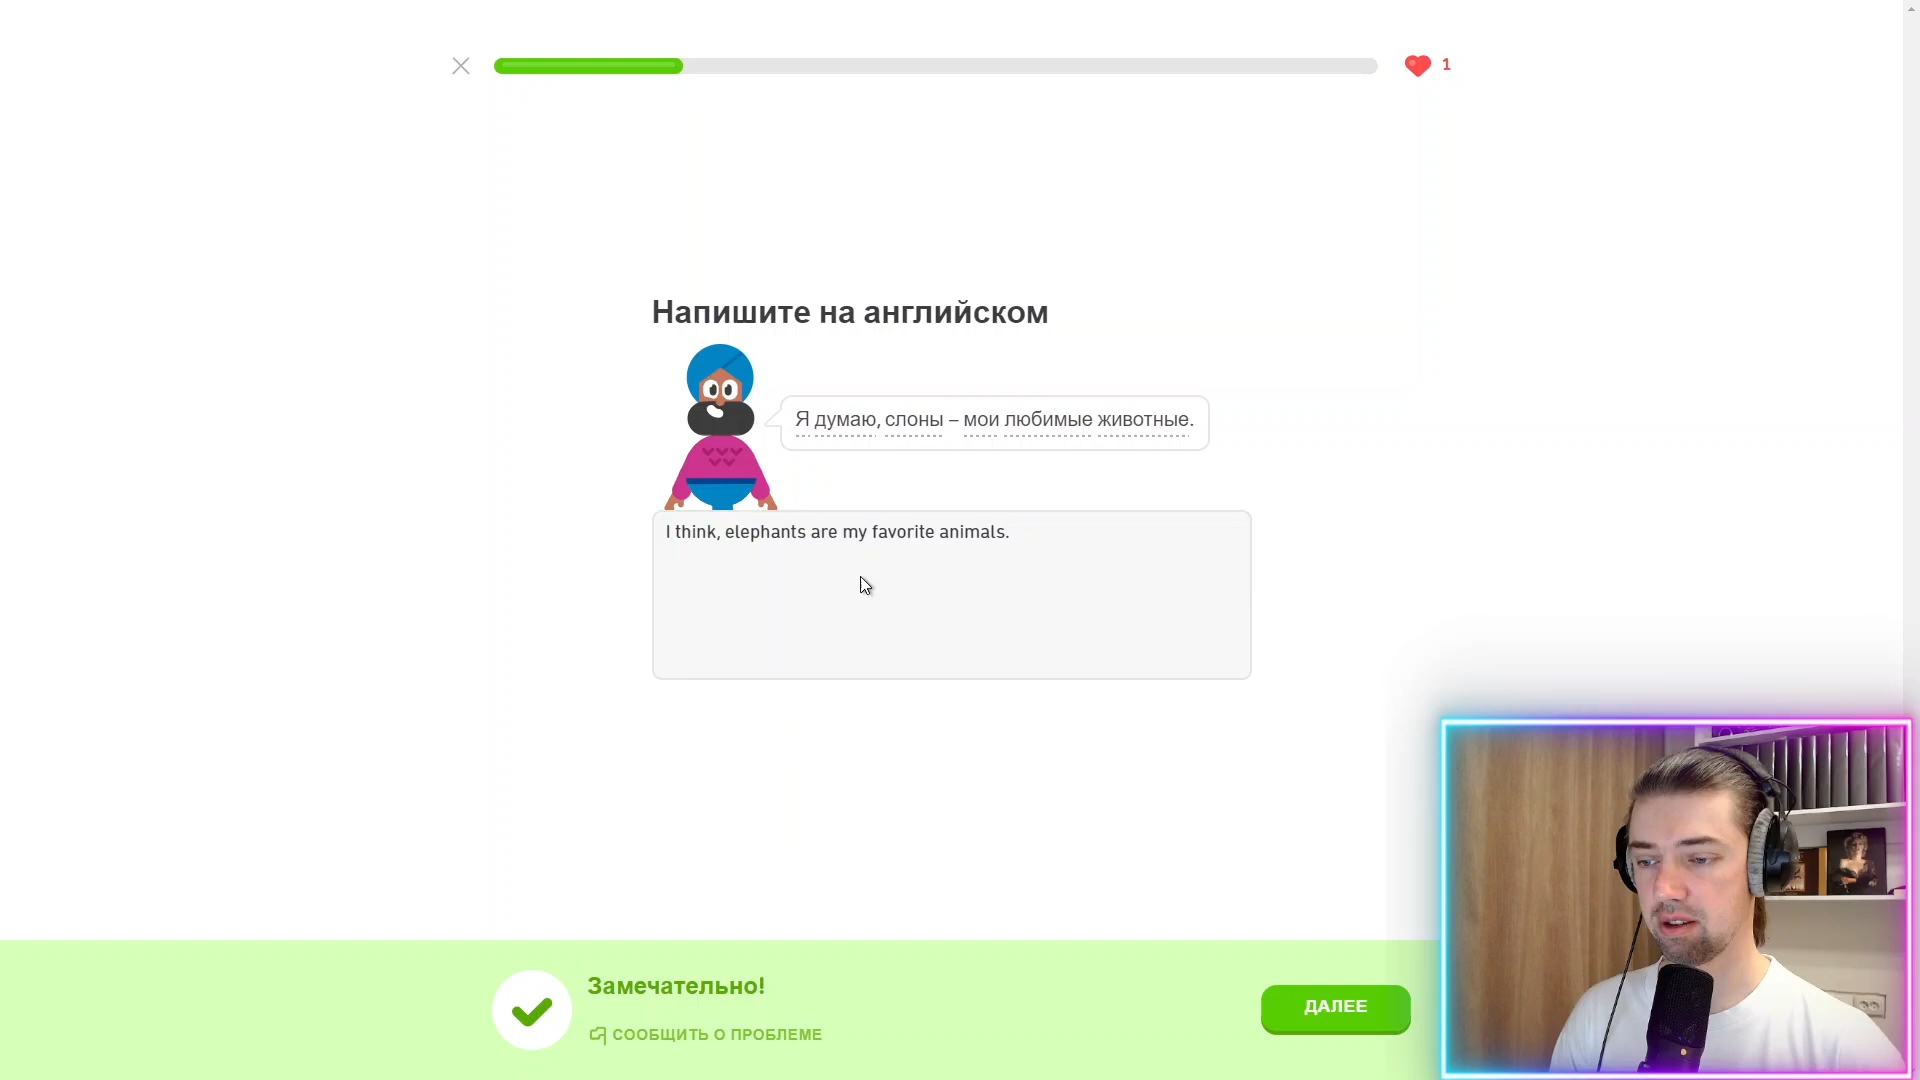 1
Напишите на английском
Я думаю, слоны – мои любимые животные.
I think, elephants are my favorite animals.
Замечательно!
СООБЩИТЬ О ПРОБЛЕМЕ
ДАЛЕЕ